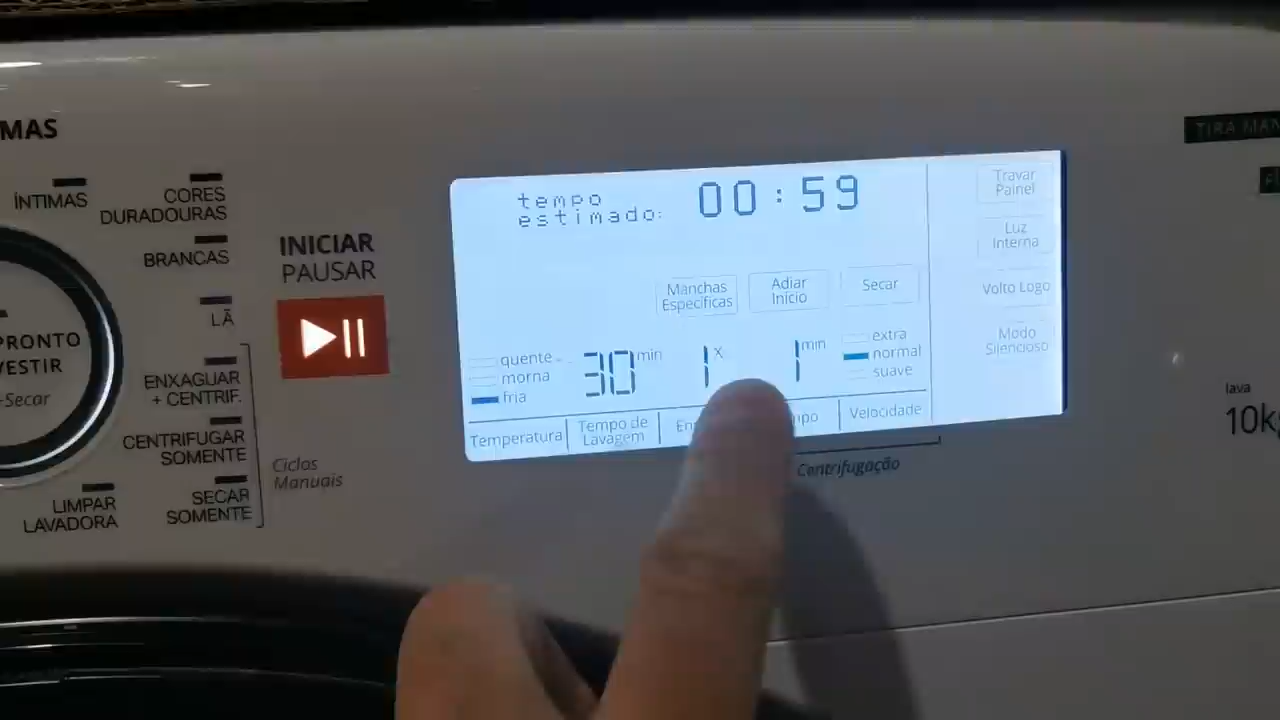 MAS
ÍNTIMAS
CORES
DURADOURAS
BRANCAS
LÃ
PRONTO
VESTIR
-Secar
ENXAGUAR
+ CENTRIF.
CENTRIFUGAR
SOMENTE
SECAR
SOMENTE
LIMPAR
LAVADORA
Ciclos
Manuais
INICIAR
PAUSAR
tempo
estimado:
00:59
Manchas
Específicas
Adiar
Início
Secar
quente
morna
fria
30 min
1 x
1 min
extra
normal
suave
Temperatura
Tempo de
Lavagem
Velocidade
Centrifugação
Travar
Painel
Luz
Interna
Volto Logo
Modo
Silencioso
TIRA MAN
lava
10k